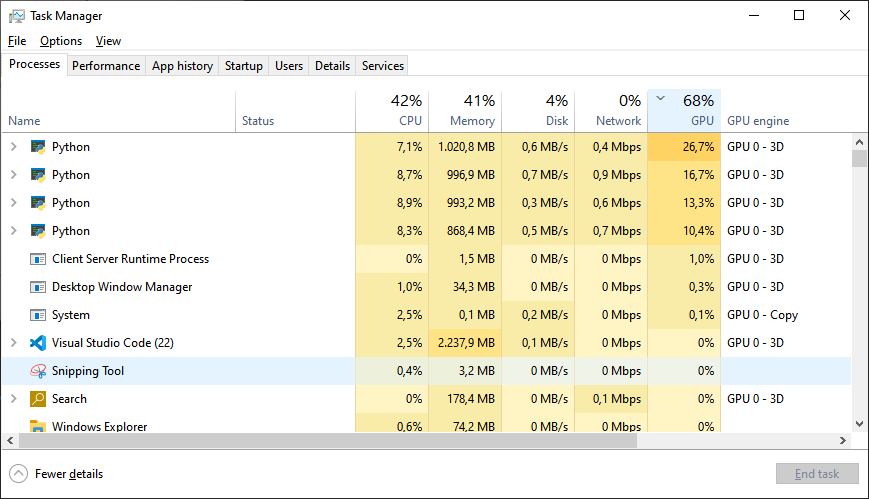 Task Manager
File Options View
Processes Performance App history Startup Users Details Services
42% 41% 4% 0% 68%
Name Status CPU Memory Disk Network GPU GPU engine
Python 7,1% 1.020,8 MB 0,6 MB/s 0,4 Mbps 26,7% GPU 0 - 3D
Python 8,7% 996,9 MB 0,7 MB/s 0,9 Mbps 16,7% GPU 0 - 3D
Python 8,9% 993,2 MB 0,3 MB/s 0,6 Mbps 13,3% GPU 0 - 3D
Python 8,3% 868,4 MB 0,5 MB/s 0,7 Mbps 10,4% GPU 0 - 3D
Client Server Runtime Process 0% 1,5 MB 0 MB/s 0 Mbps 1,0% GPU 0 - 3D
Desktop Window Manager 1,0% 34,3 MB 0 MB/s 0 Mbps 0,3% GPU 0 - 3D
System 2,5% 0,1 MB 0,2 MB/s 0 Mbps 0,1% GPU 0 - Copy
Visual Studio Code (22) 2,5% 2.237,9 MB 0,1 MB/s 0 Mbps 0% GPU 0 - 3D
Snipping Tool 0,4% 3,2 MB 0 MB/s 0 Mbps 0%
Search 0% 178,4 MB 0 MB/s 0,1 Mbps 0% GPU 0 - 3D
Windows Explorer 0,6% 74,2 MB 0 MB/s 0 Mbps 0%
Fewer details End task